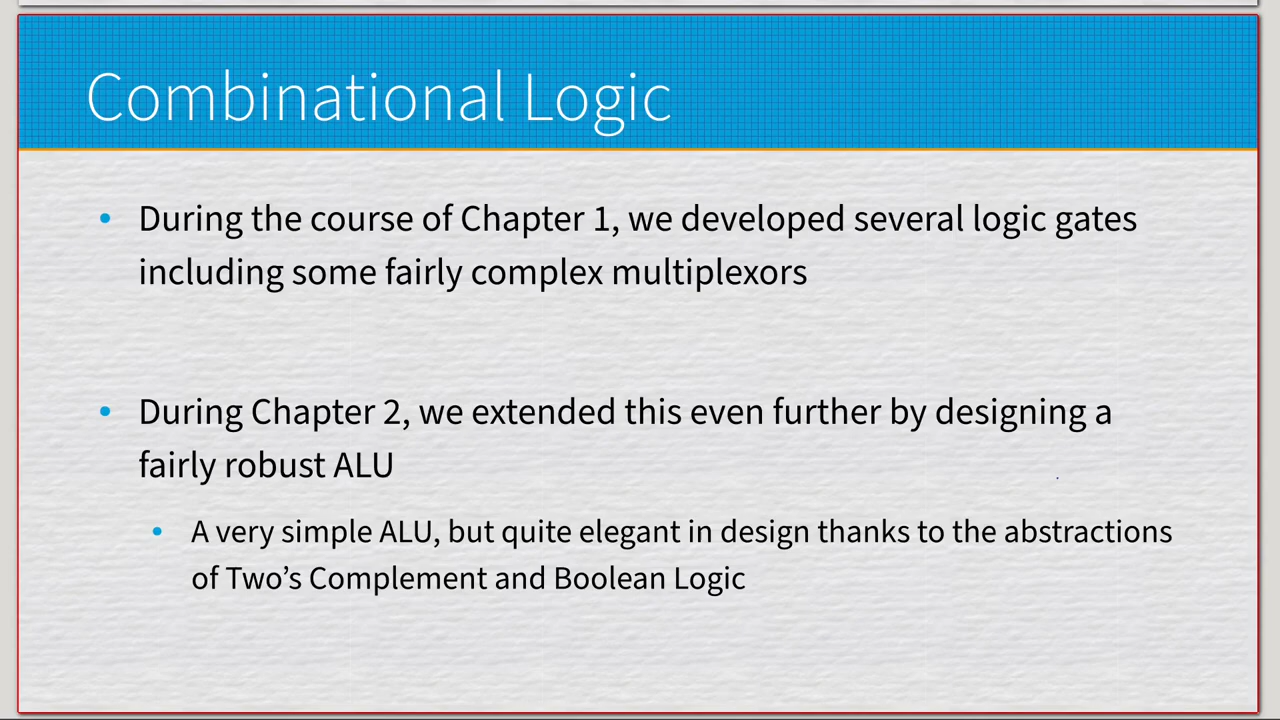 Combinational Logic
• During the course of Chapter 1, we developed several logic gates
including some fairly complex multiplexors
• During Chapter 2, we extended this even further by designing a
fairly robust ALU
• A very simple ALU, but quite elegant in design thanks to the abstractions
of Two’s Complement and Boolean Logic